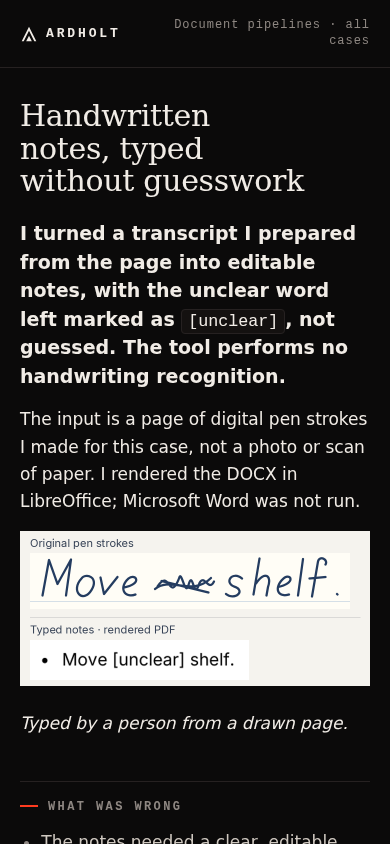 ARDHOLT
Document pipelines · all
cases
Handwritten
notes, typed
without guesswork
I turned a transcript I prepared
from the page into editable
notes, with the unclear word
left marked as [unclear], not
guessed. The tool performs no
handwriting recognition.
The input is a page of digital pen strokes
I made for this case, not a photo or scan
of paper. I rendered the DOCX in
LibreOffice; Microsoft Word was not run.
Original pen strokes
Move shelf.
Typed notes · rendered PDF
• Move [unclear] shelf.
Typed by a person from a drawn page.
WHAT WAS WRONG
• The notes needed a clear, editable